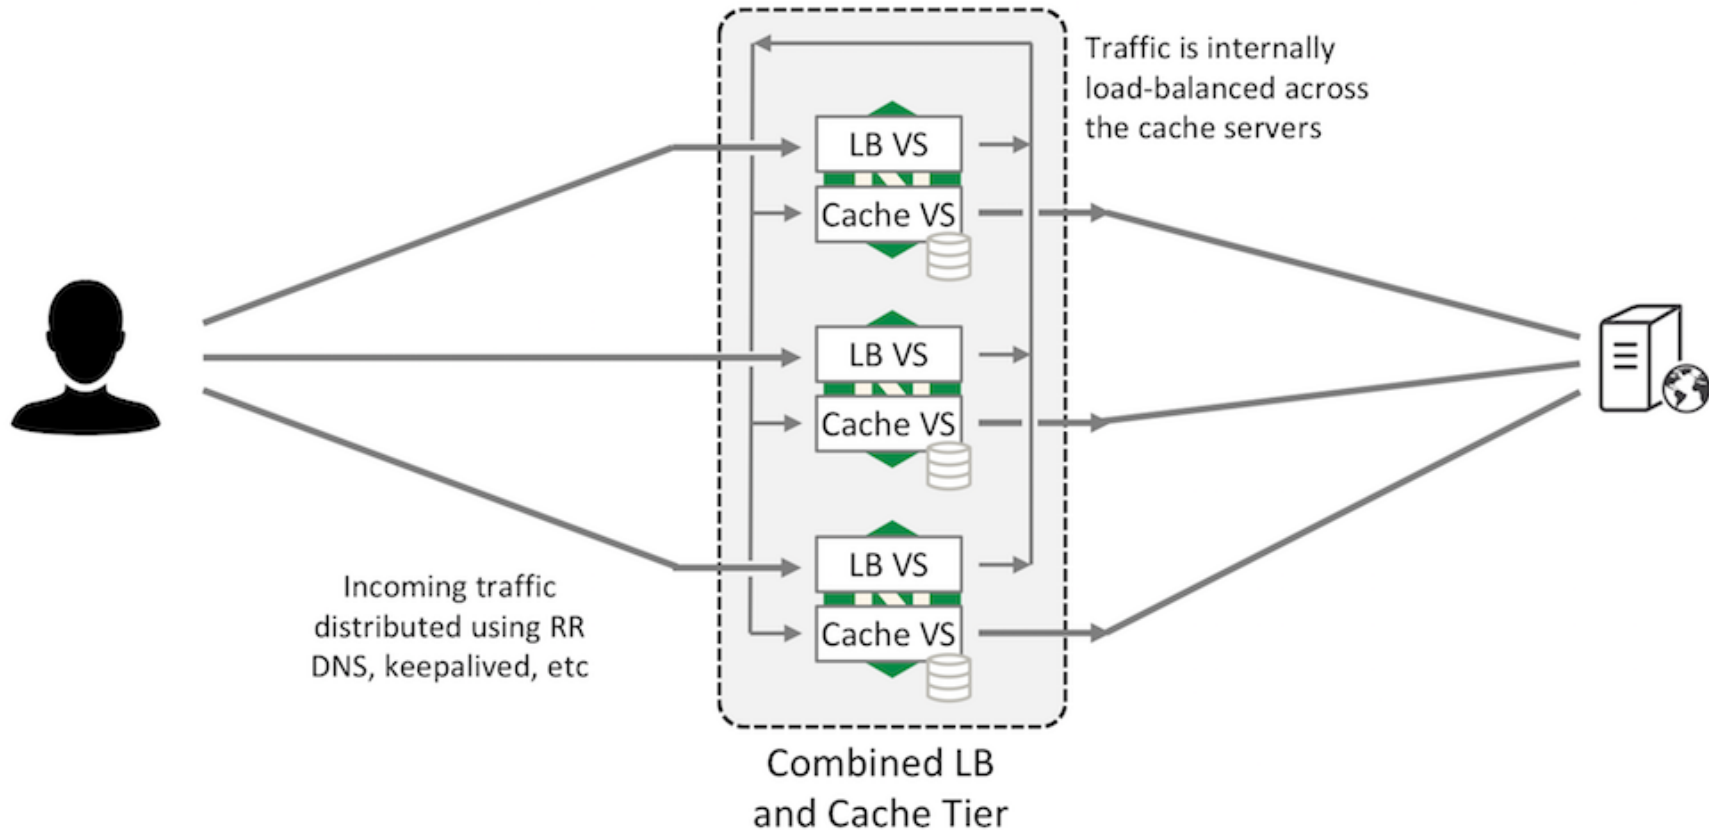 Traffic is internally
load-balanced across
the cache servers
LB VS
Cache VS
LB VS
Cache VS
LB VS
Cache VS
Incoming traffic
distributed using RR
DNS, keepalived, etc
Combined LB
and Cache Tier